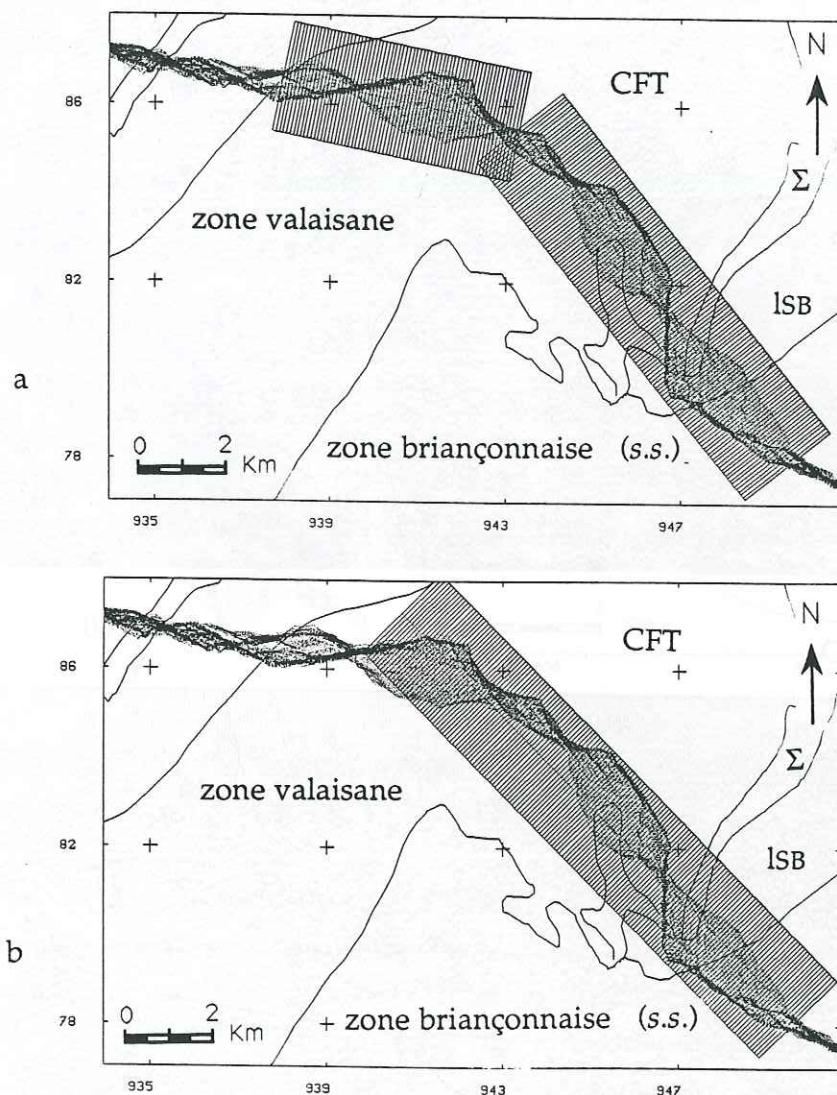 CFT
N
86
Σ
zone valaisane
82
lSB
a
0 2
Km
zone briançonnaise (s.s.)
78
935 939 943 947
CFT
N
86
Σ
zone valaisane
82
lSB
b
0 2
Km
zone briançonnaise (s.s.)
78
935 939 943 947